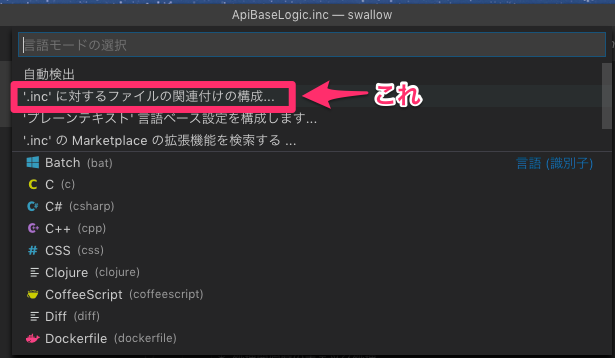 ApiBaseLogic.inc — swallow
言語モードの選択
自動検出
'.inc' に対するファイルの関連付けの構成...
これ
'プレーンテキスト' 言語ベース設定を構成します...
'.inc' の Marketplace の拡張機能を検索する ...
Batch (bat) 言語 (識別子)
C (c)
C# (csharp)
C++ (cpp)
CSS (css)
Clojure (clojure)
CoffeeScript (coffeescript)
Diff (diff)
Dockerfile (dockerfile)